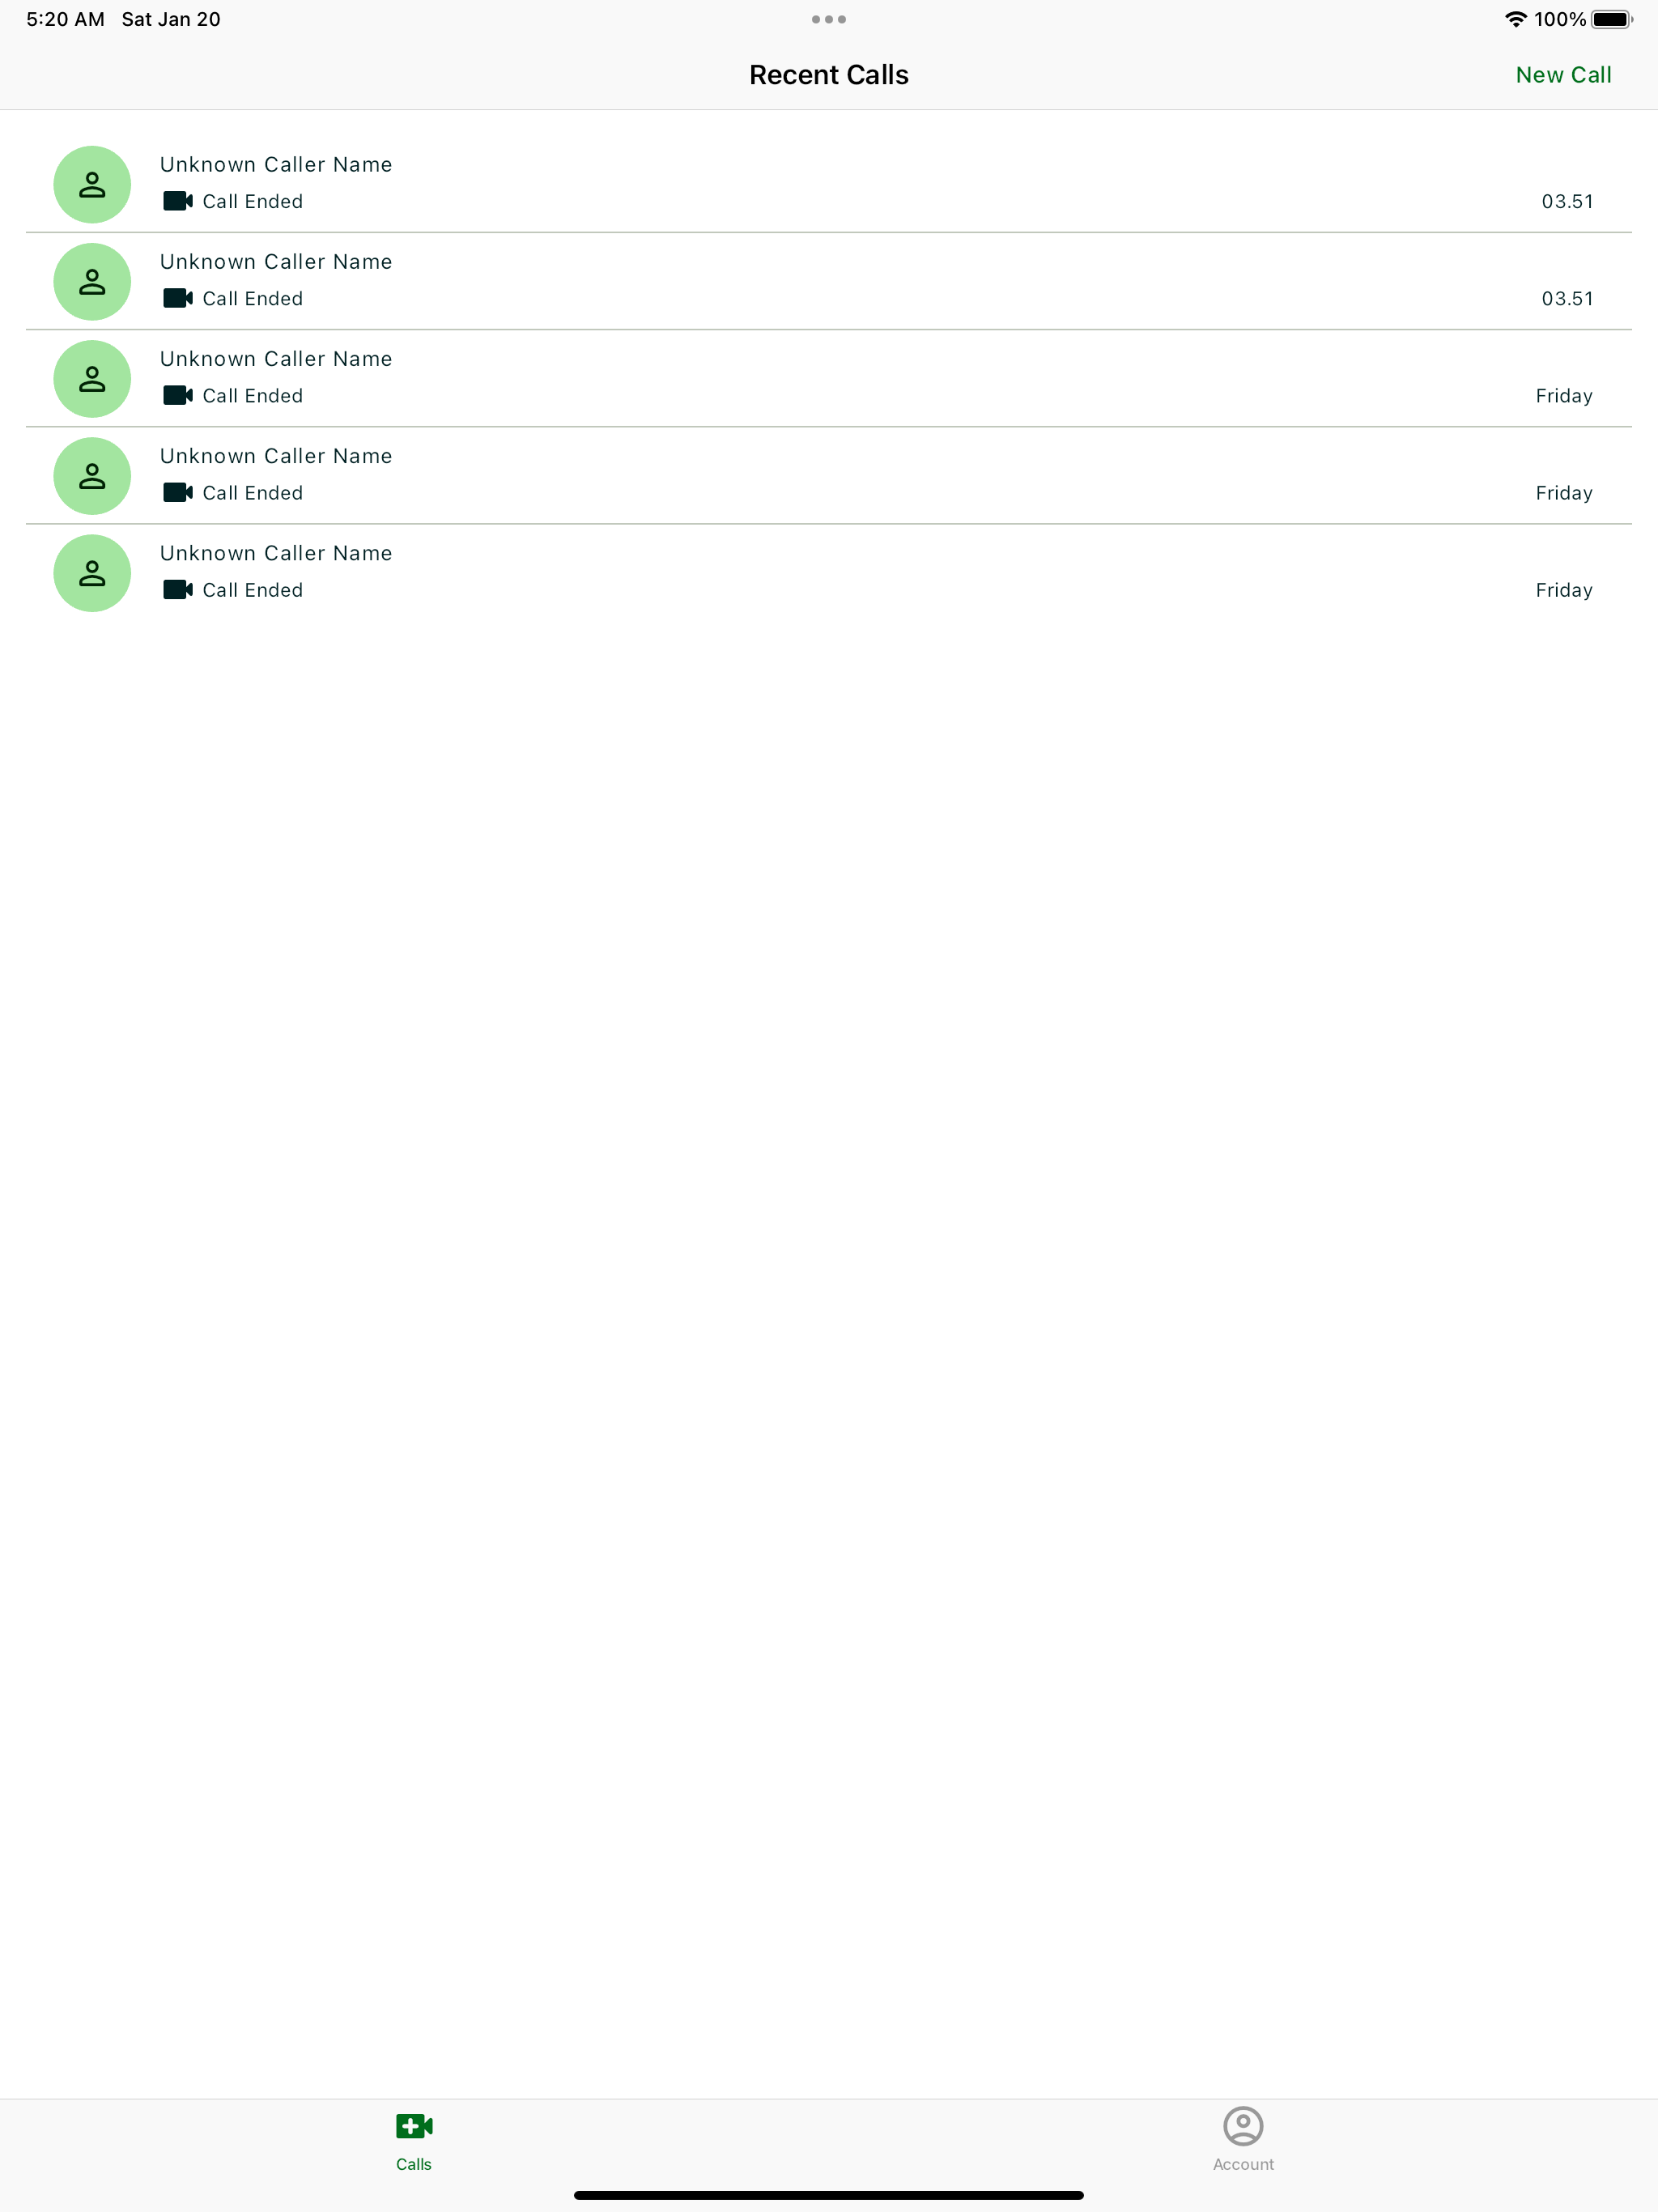 5:20 AM Sat Jan 20
100%
Recent Calls
New Call
Unknown Caller Name
Call Ended
03.51
Unknown Caller Name
Call Ended
03.51
Unknown Caller Name
Call Ended
Friday
Unknown Caller Name
Call Ended
Friday
Unknown Caller Name
Call Ended
Friday
Calls
Account